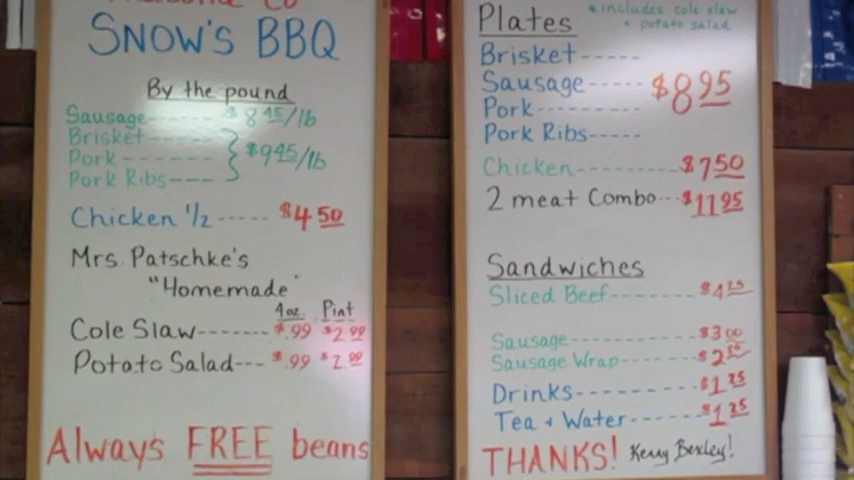 SNOW'S BBQ
By the pound
Sausage------ $8 45/lb
Brisket---
Pork------- $9 45/lb
Pork Ribs---
Chicken 1/2 ----- $4 50
Mrs. Patschke's
"Homemade"
4oz. Pint
Cole Slaw------- $.99 $2.99
Potato Salad--- $.99 $2.99
Always FREE beans
Plates *includes cole slaw
+ potato salad
Brisket-----
Sausage----- $8 95
Pork--------
Pork Ribs-----
Chicken--------- $7 50
2 meat Combo--- $11 95
Sandwiches
Sliced Beef-------- $4 25
Sausage---------- $3 00
Sausage Wrap------ $2 50
Drinks---------- $1 25
Tea + Water------ $1 25
THANKS! Kerry Bexley!